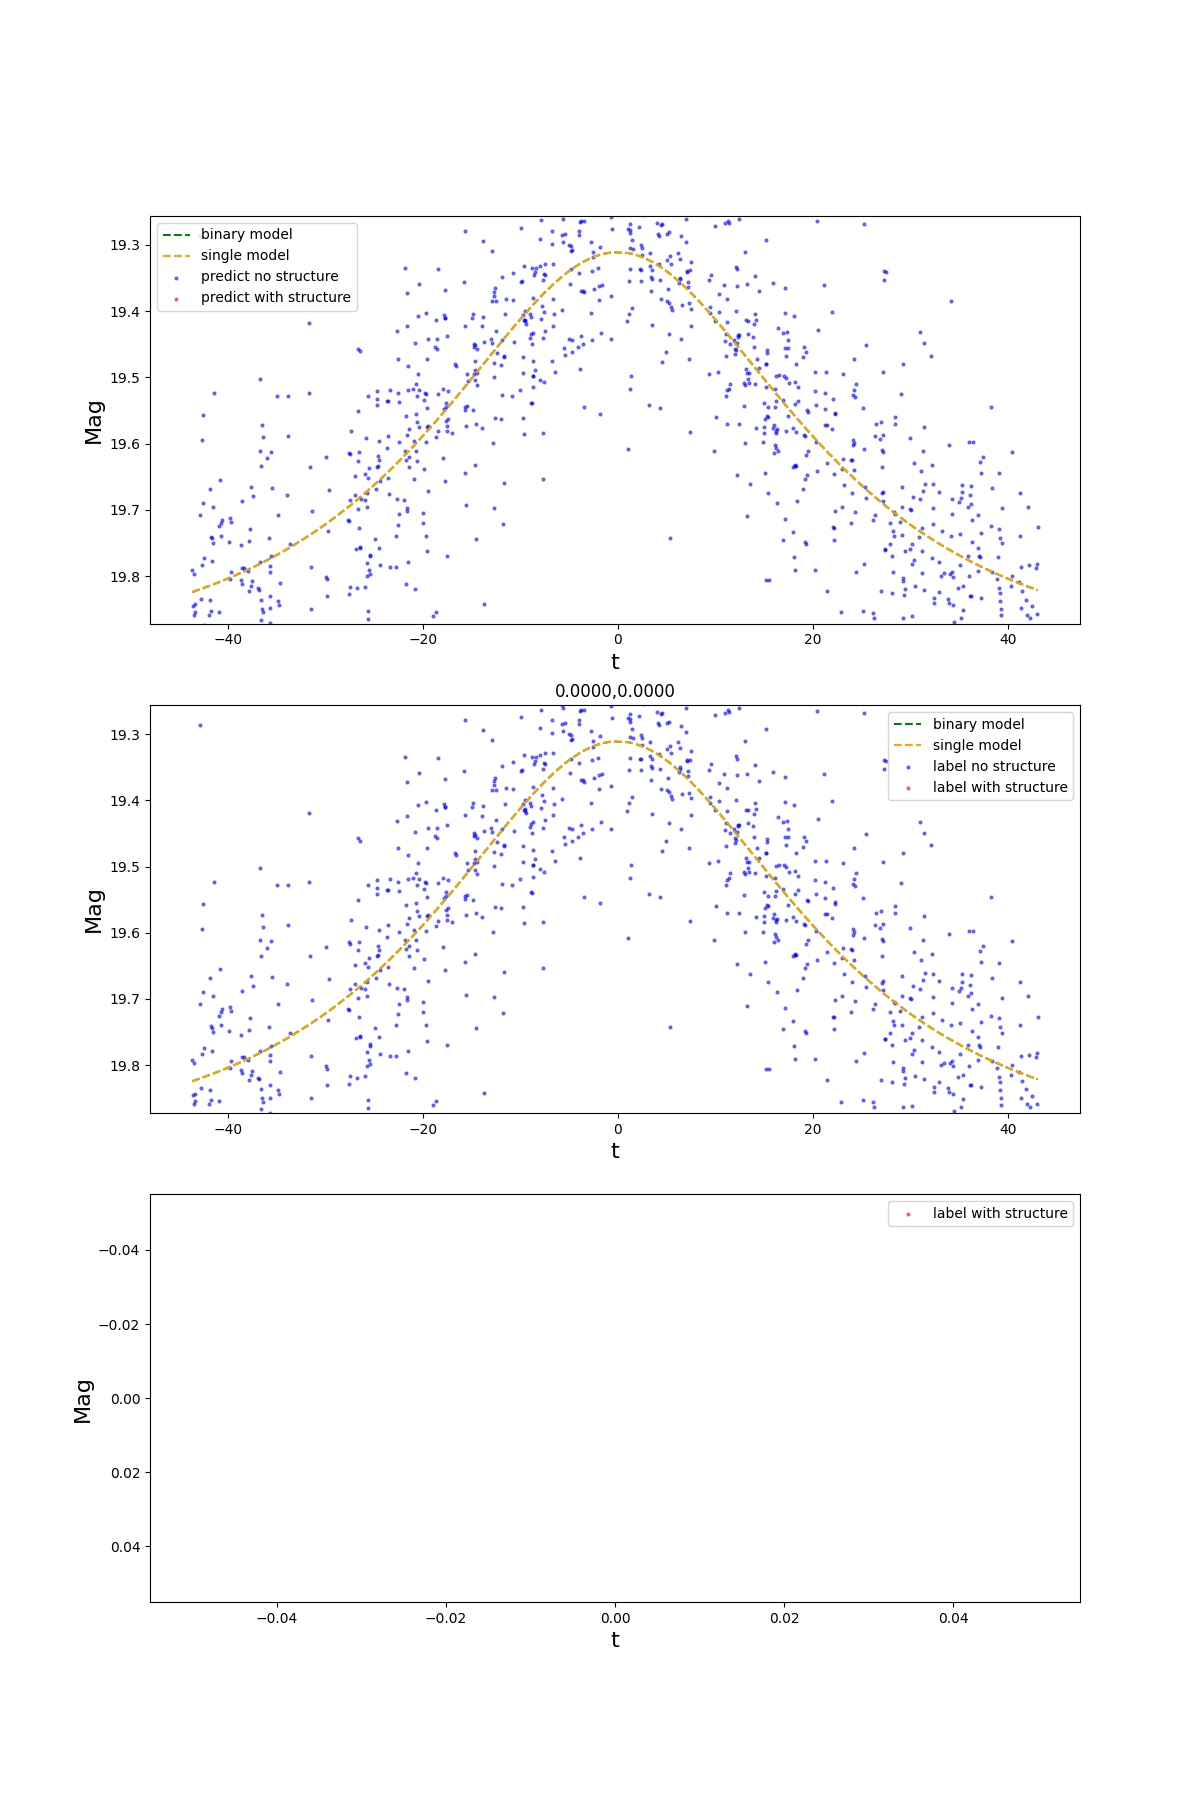 binary model
single model
predict no structure
predict with structure
19.3
19.4
19.5
19.6
19.7
19.8
Mag
−40
−20
0
20
40
t
0.0000,0.0000
binary model
single model
label no structure
label with structure
19.3
19.4
19.5
19.6
19.7
19.8
Mag
−40
−20
0
20
40
t
label with structure
−0.04
−0.02
0.00
0.02
0.04
Mag
−0.04
−0.02
0.00
0.02
0.04
t